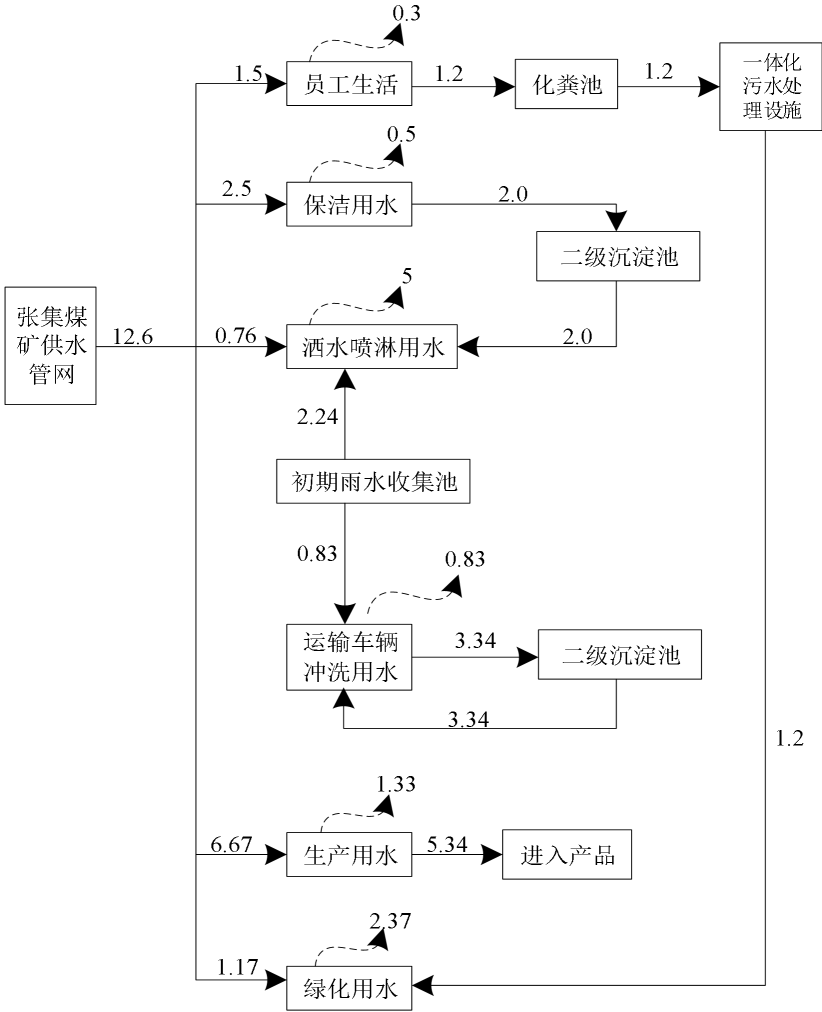 0.3
1.5
员工生活
1.2
化粪池
1.2
一体化
污水处
理设施
0.5
2.5
保洁用水
2.0
二级沉淀池
5
张集煤
矿供水
管网
12.6
0.76
洒水喷淋用水
2.0
2.24
初期雨水收集池
0.83
0.83
运输车辆
冲洗用水
3.34
二级沉淀池
3.34
1.2
1.33
6.67
生产用水
5.34
进入产品
2.37
1.17
绿化用水